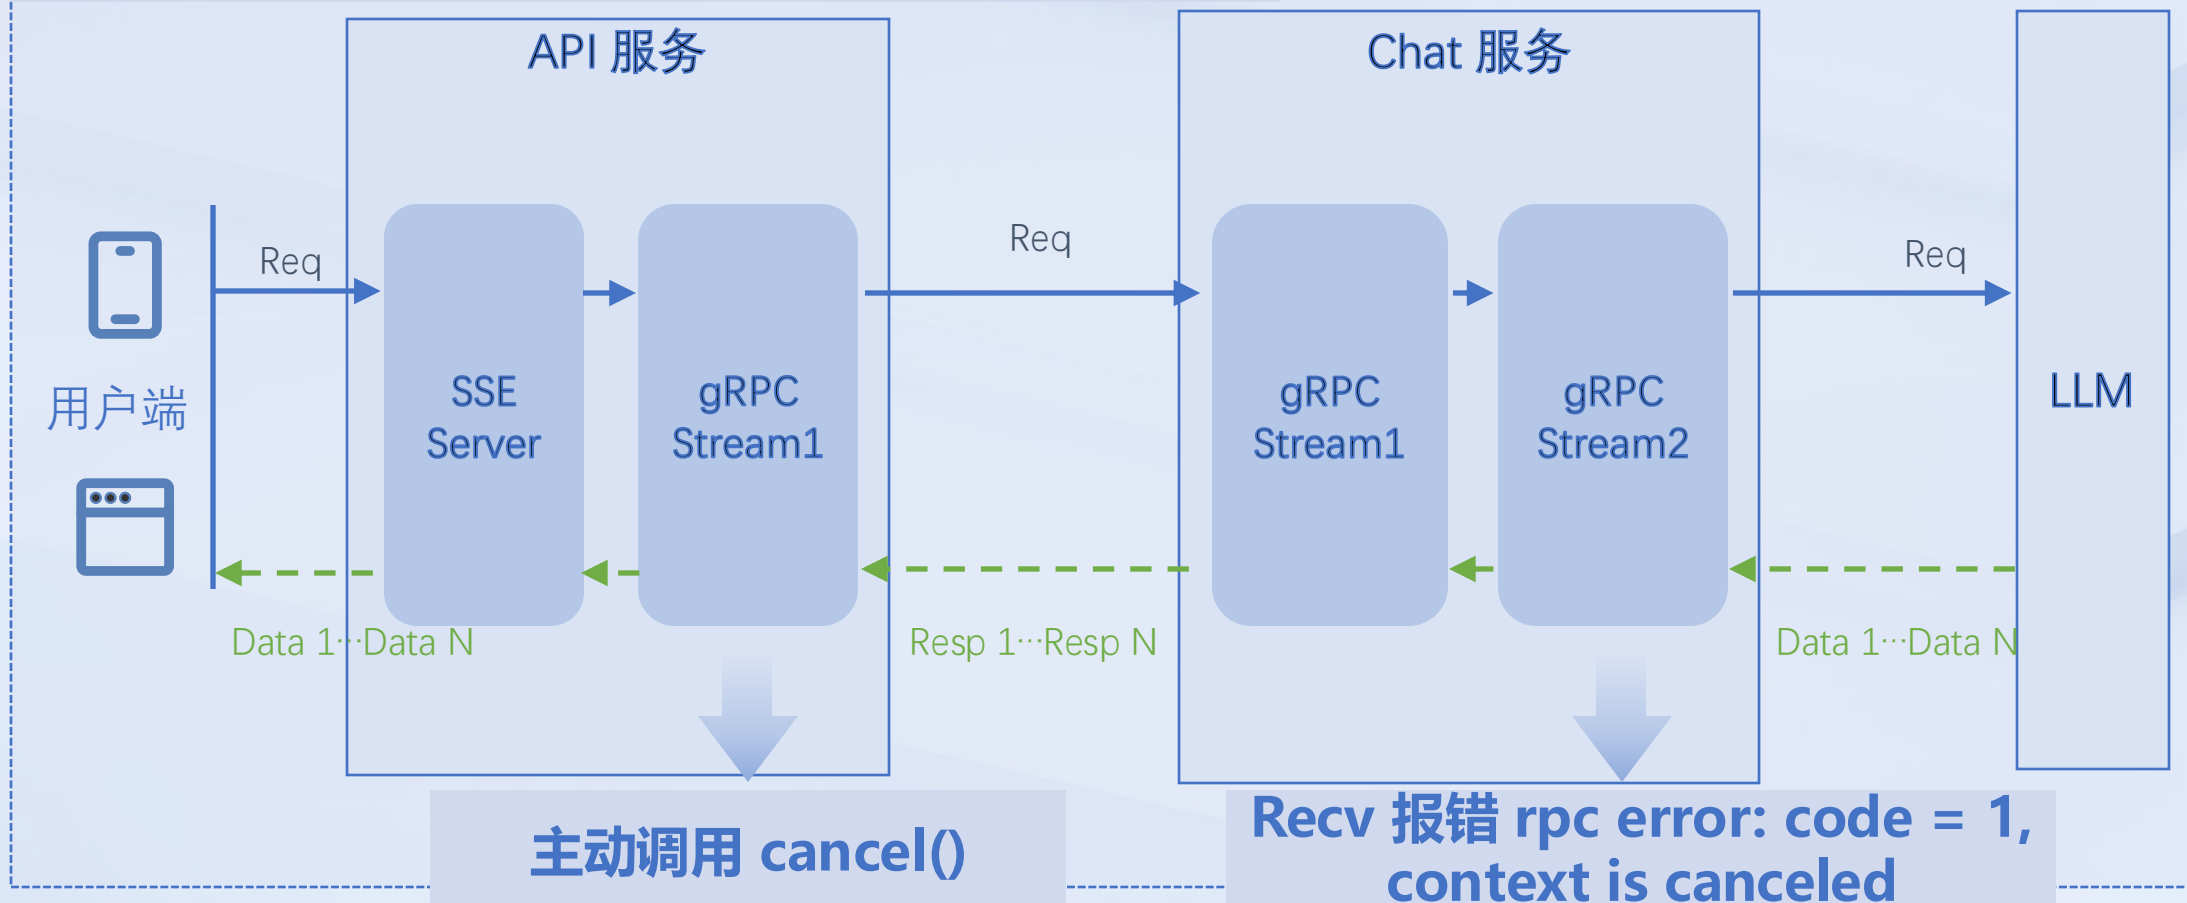 API 服务
Chat 服务
Req
Req
Req
用户端
SSE
Server
gRPC
Stream1
gRPC
Stream1
gRPC
Stream2
LLM
Data 1···Data N
Resp 1···Resp N
Data 1···Data N
主动调用 cancel()
Recv 报错 rpc error: code = 1,
context is canceled